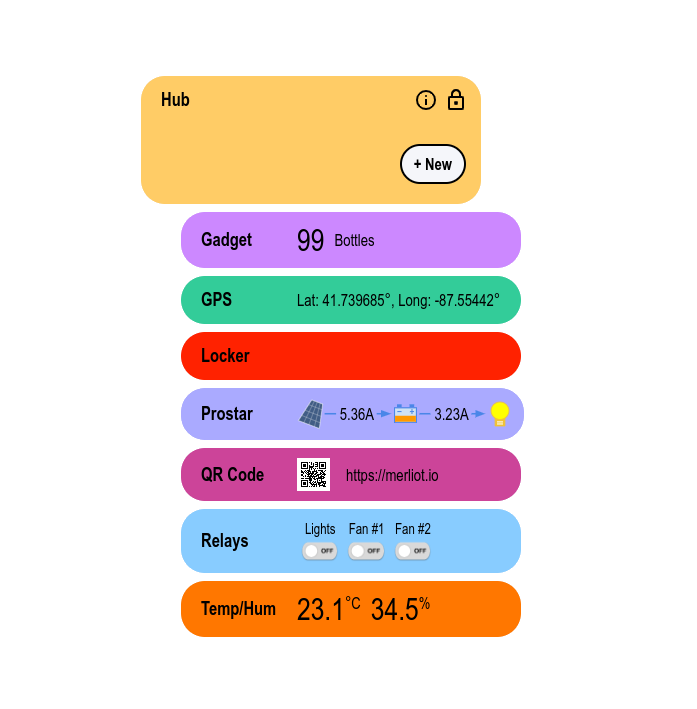 Hub
+ New
Gadget 99 Bottles
GPS Lat: 41.739685°, Long: -87.55442°
Locker
Prostar 5.36A 3.23A
QR Code https://merliot.io
Lights Fan #1 Fan #2
Relays
OFF OFF OFF
Temp/Hum 23.1°C 34.5%